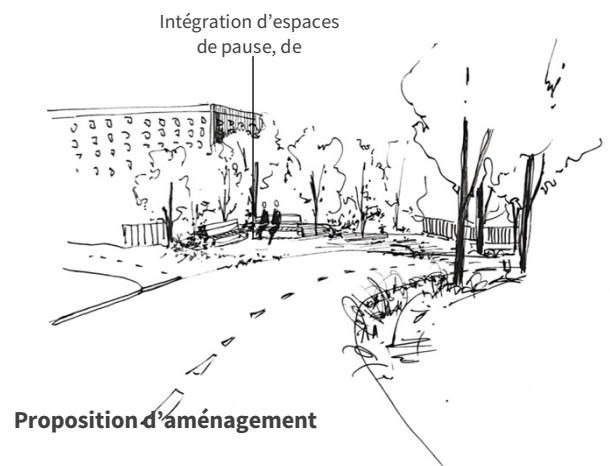 Intégration d’espaces
de pause, de
Proposition d’aménagement